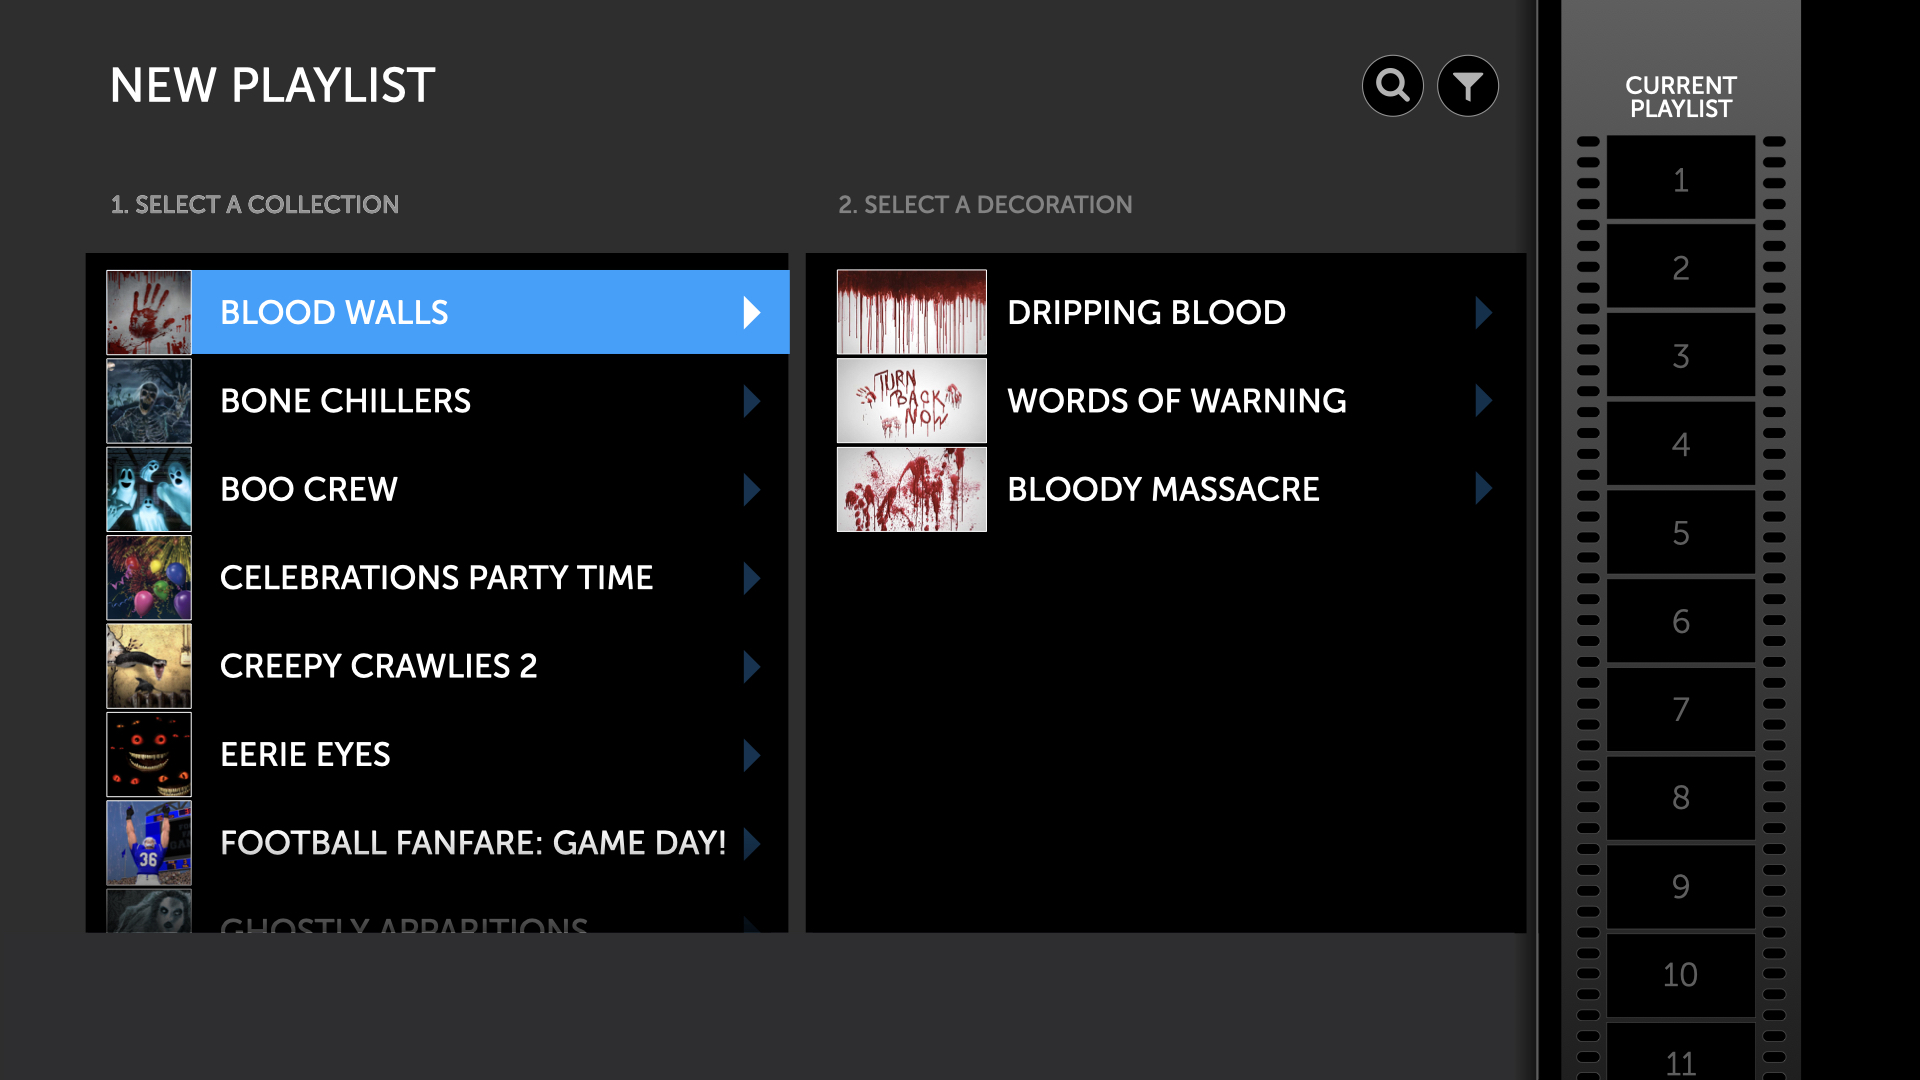 NEW PLAYLIST
CURRENT
PLAYLIST
1. SELECT A COLLECTION
2. SELECT A DECORATION
BLOOD WALLS
BONE CHILLERS
BOO CREW
CELEBRATIONS PARTY TIME
CREEPY CRAWLIES 2
EERIE EYES
36
FOOTBALL FANFARE: GAME DAY!
GHOSTLY APPARITIONS
DRIPPING BLOOD
TURN
BACK
NOW
WORDS OF WARNING
BLOODY MASSACRE
1
2
3
4
5
6
7
8
9
10
11